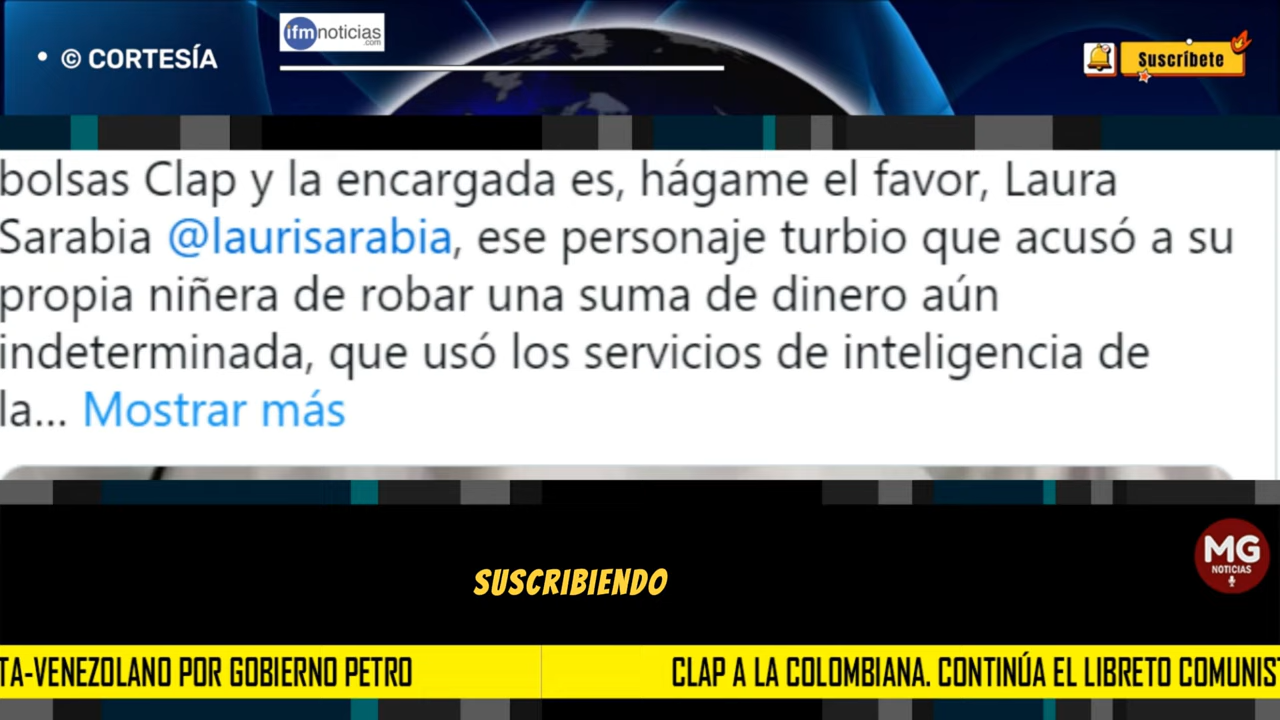 • © CORTESÍA
ifmnoticias
.com
Suscríbete
bolsas Clap y la encargada es, hágame el favor, Laura
Sarabia @laurisarabia, ese personaje turbio que acusó a su
propia niñera de robar una suma de dinero aún
indeterminada, que usó los servicios de inteligencia de
la... Mostrar más
SUSCRIBIENDO
MG
NOTICIAS
TA-VENEZOLANO POR GOBIERNO PETRO
CLAP A LA COLOMBIANA. CONTINÚA EL LIBRETO COMUNIST